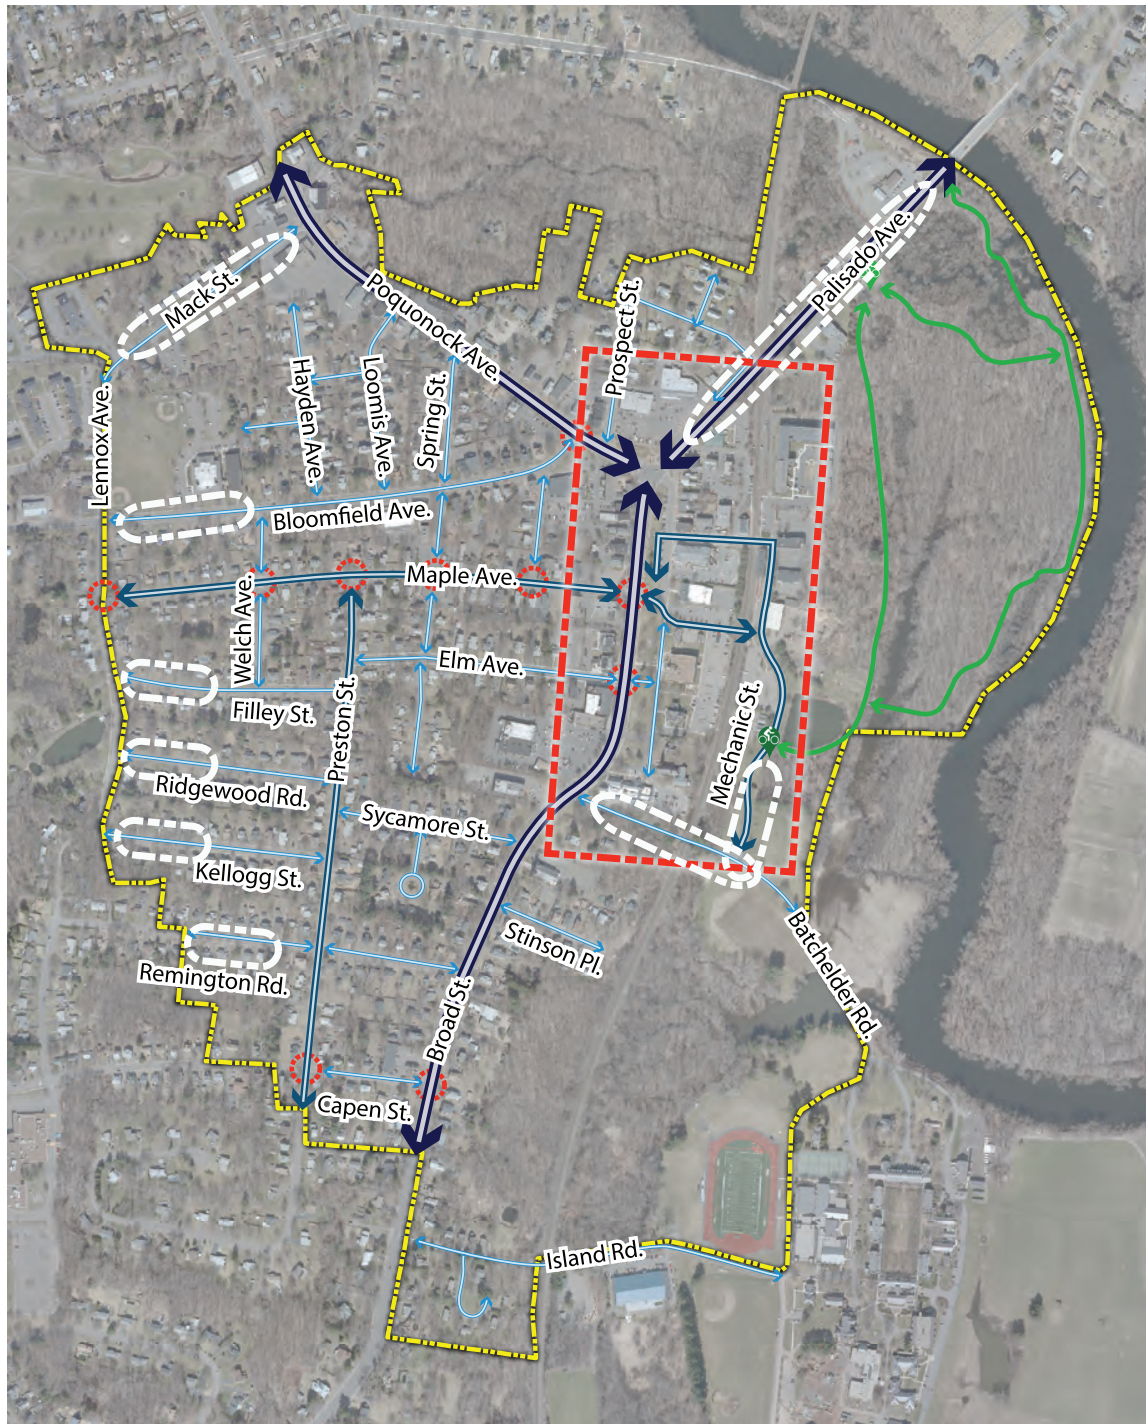 Palisado Ave.
Mack St.
Poquonock Ave.
Prospect St.
Lennox Ave.
Hayden Ave.
Loomis Ave.
Spring St.
Bloomfield Ave.
Maple Ave.
Welch Ave.
Elm Ave.
Filley St.
Preston St.
Mechanic St.
Ridgewood Rd.
Sycamore St.
Kellogg St.
Stinson Pl.
Batchelder Rd.
Remington Rd.
Broad St.
Capen St.
Island Rd.